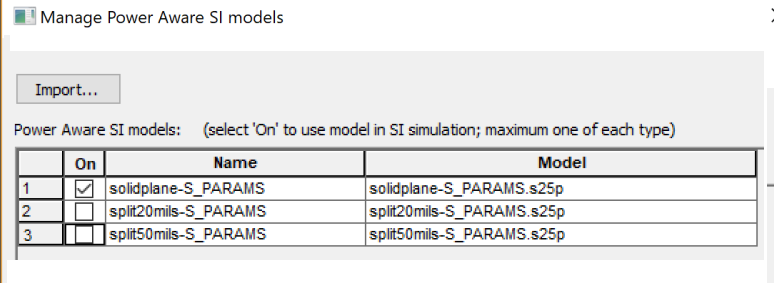 Manage Power Aware SI models
Import...
Power Aware SI models: (select 'On' to use model in SI simulation; maximum one of each type)
On Name Model
1 solidplane-S_PARAMS solidplane-S_PARAMS.s25p
2 split20mils-S_PARAMS split20mils-S_PARAMS.s25p
3 split50mils-S_PARAMS split50mils-S_PARAMS.s25p